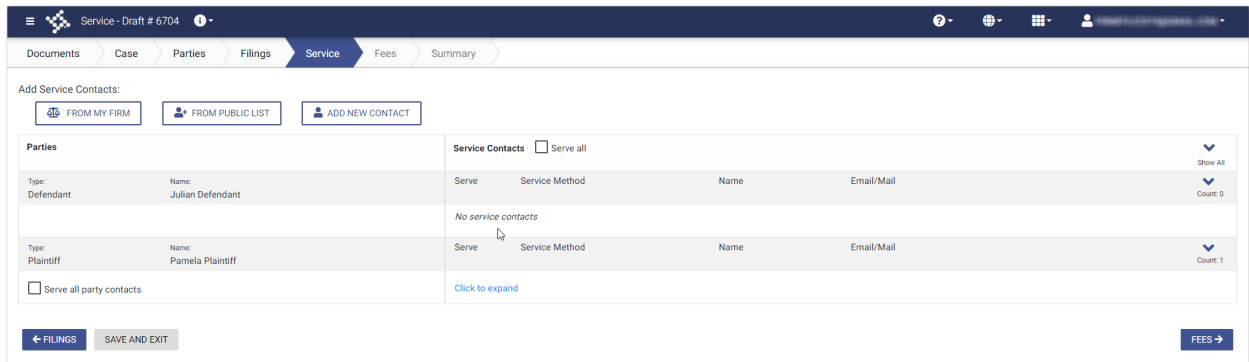 Service - Draft # 6704
Documents Case Parties Filings Service Fees Summary
Add Service Contacts:
FROM MY FIRM FROM PUBLIC LIST ADD NEW CONTACT
Parties Service Contacts Serve all
Show All
Type: Name: Serve Service Method Name Email/Mail
Defendant Julian Defendant Count: 0
No service contacts
Type: Name: Serve Service Method Name Email/Mail
Plaintiff Pamela Plaintiff Count: 1
Serve all party contacts Click to expand
FILINGS SAVE AND EXIT FEES